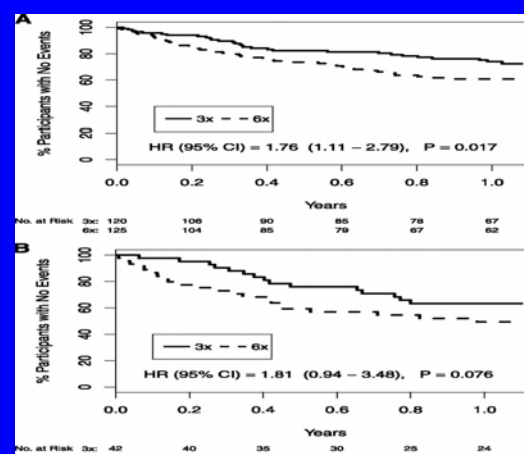 A
% Participants with No Events
100
80
60
40
20
0
3x 6x
HR (95% CI) = 1.76 (1.11 – 2.79), P = 0.017
0.0 0.2 0.4 0.6 0.8 1.0
Years
No. at Risk 3x: 120 106 90 85 78 67
6x: 125 104 85 79 67 62
B
% Participants with No Events
100
80
60
40
20
0
3x 6x
HR (95% CI) = 1.81 (0.94 – 3.48), P = 0.076
0.0 0.2 0.4 0.6 0.8 1.0
Years
No. at Risk 3x: 42 40 35 30 25 24